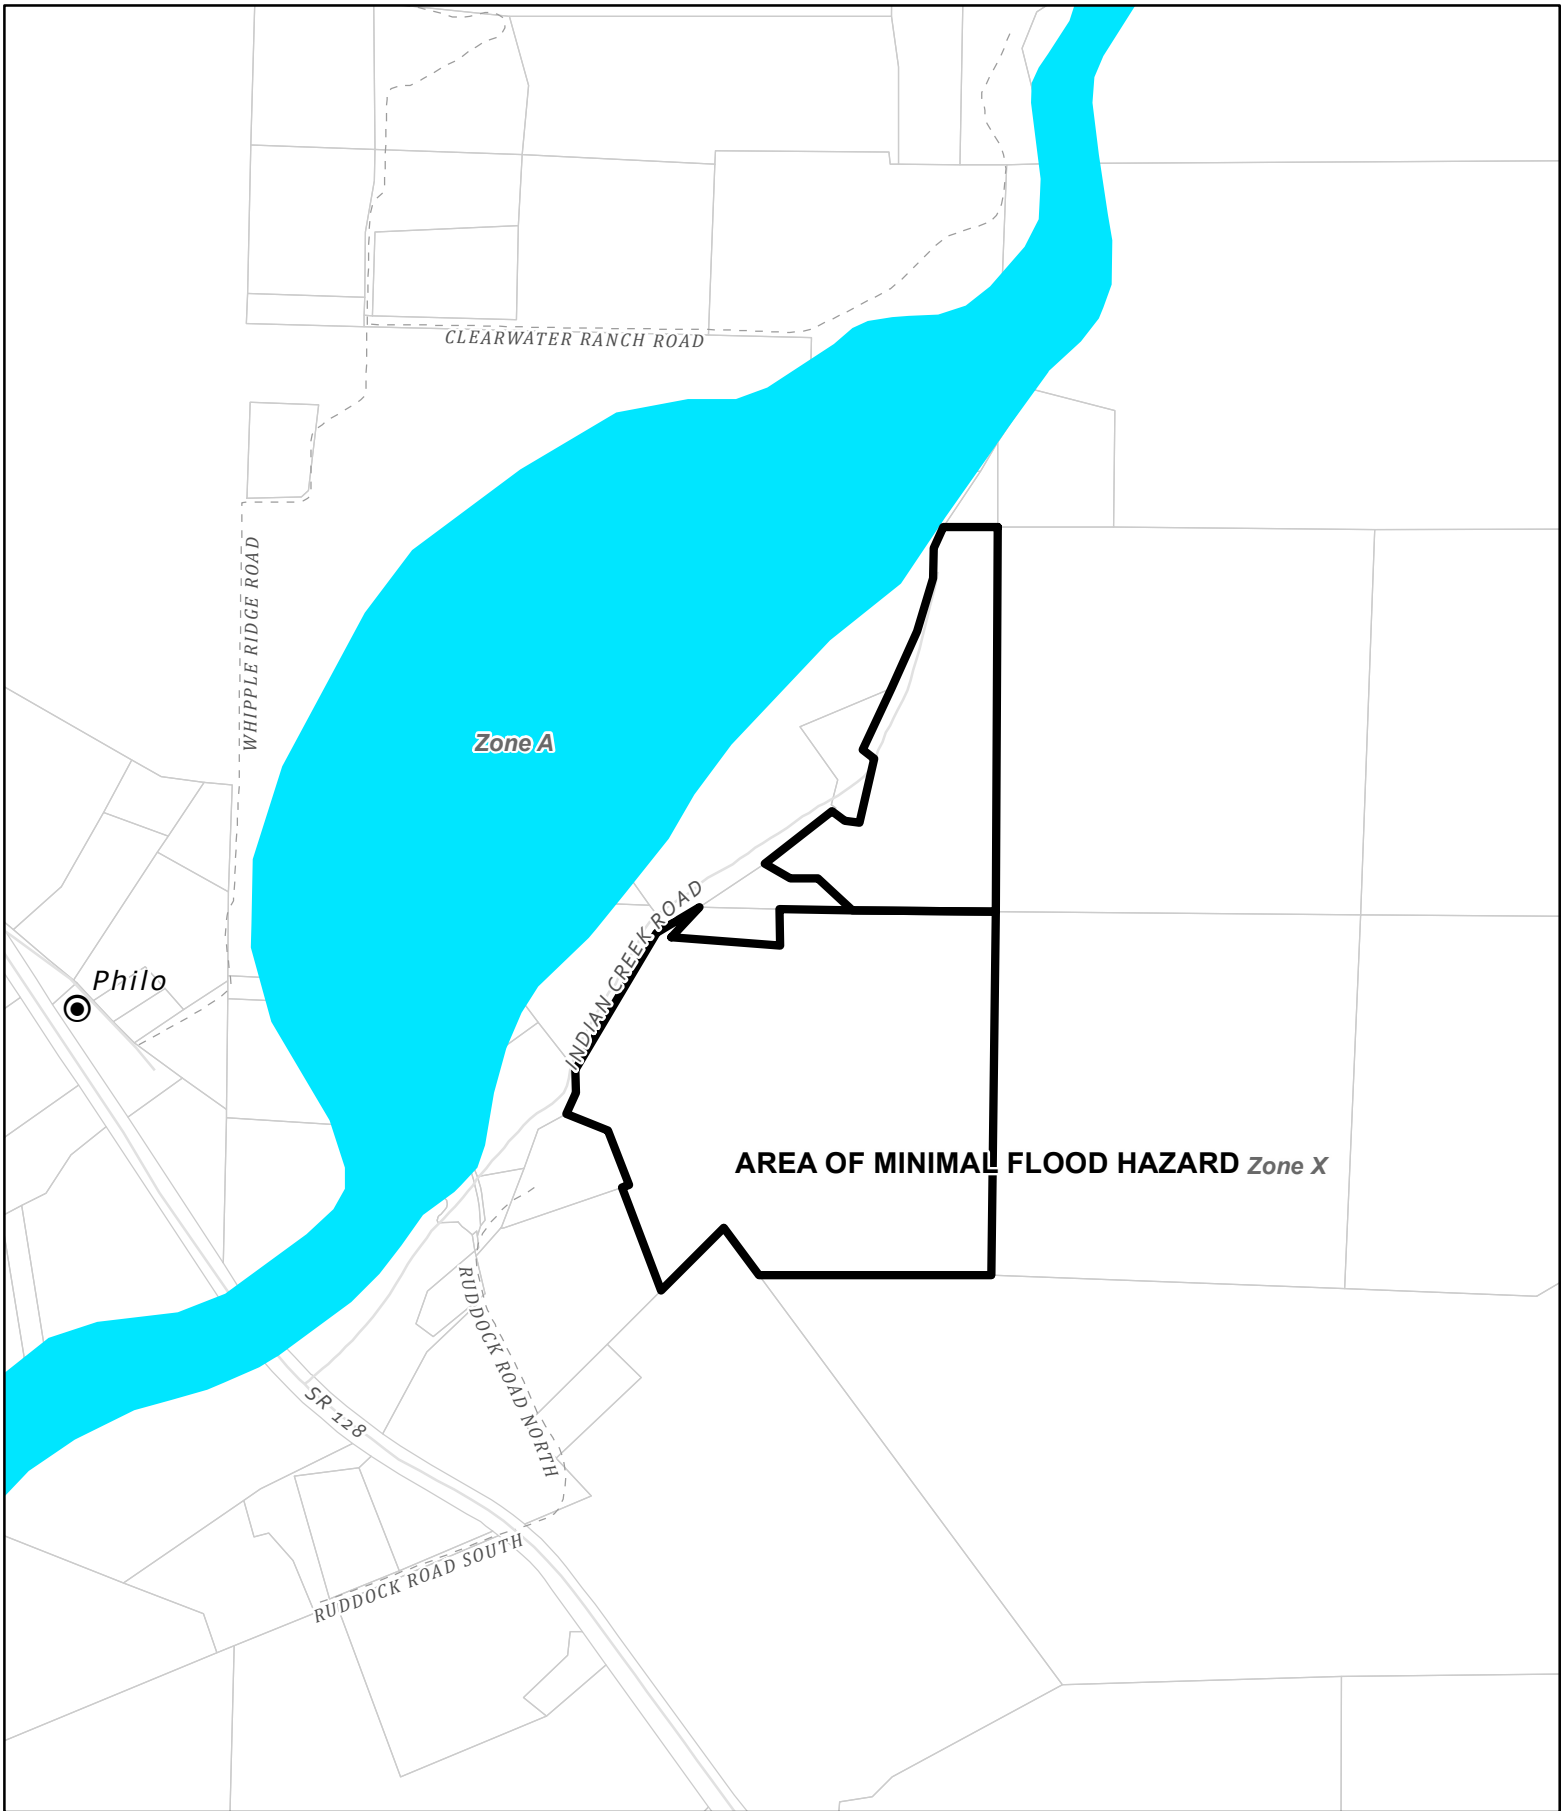 CLEARWATER RANCH ROAD
WHIPPLE RIDGE ROAD
Zone A
INDIAN CREEK ROAD
Philo
AREA OF MINIMAL FLOOD HAZARD Zone X
RUDDOCK ROAD NORTH
SR 128
RUDDOCK ROAD SOUTH